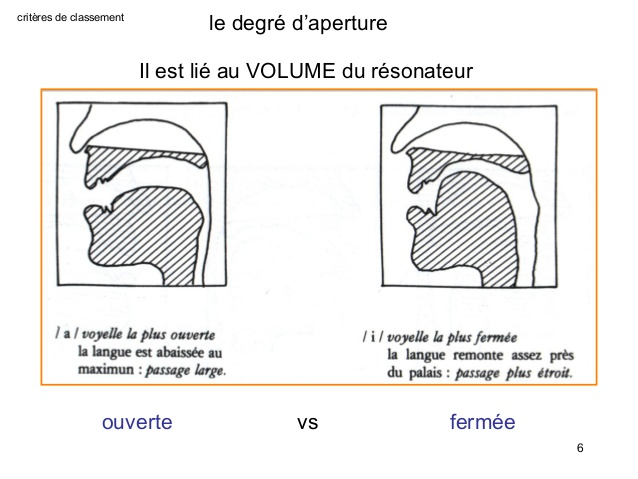 critères de classement
le degré d’aperture
Il est lié au VOLUME du résonateur
/ a / voyelle la plus ouverte
la langue est abaissée au
maximun : passage large.
/ i / voyelle la plus fermée
la langue remonte assez près
du palais : passage plus étroit.
ouverte vs fermée
6